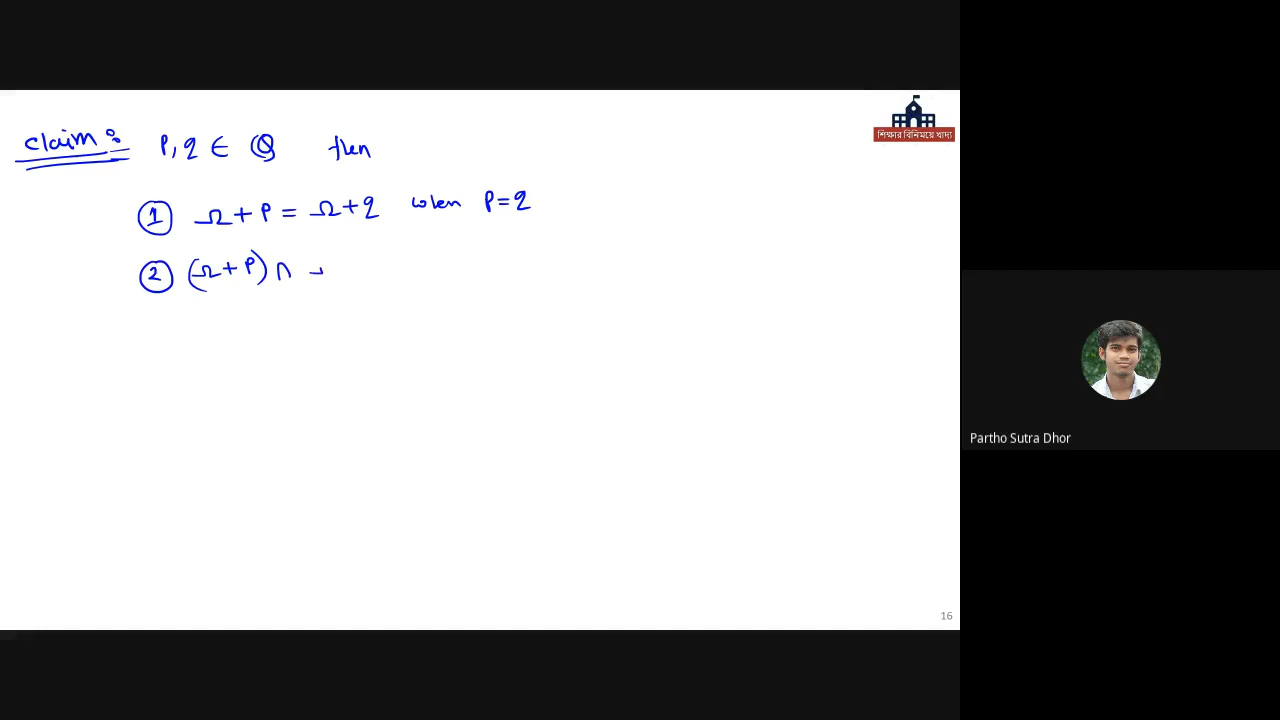 শিক্ষার বিনিময়ে খাদ্য
Claim: P, q ∈ ℚ then
① Ω + P = Ω + q when P = q
② (Ω + P) ∩
Partho Sutra Dhor
16